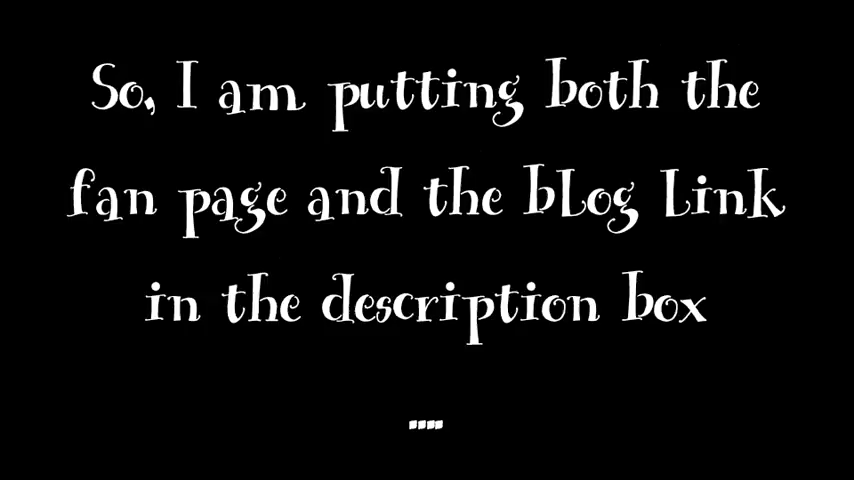 So, I am putting both the
fan page and the blog link
in the description box
....